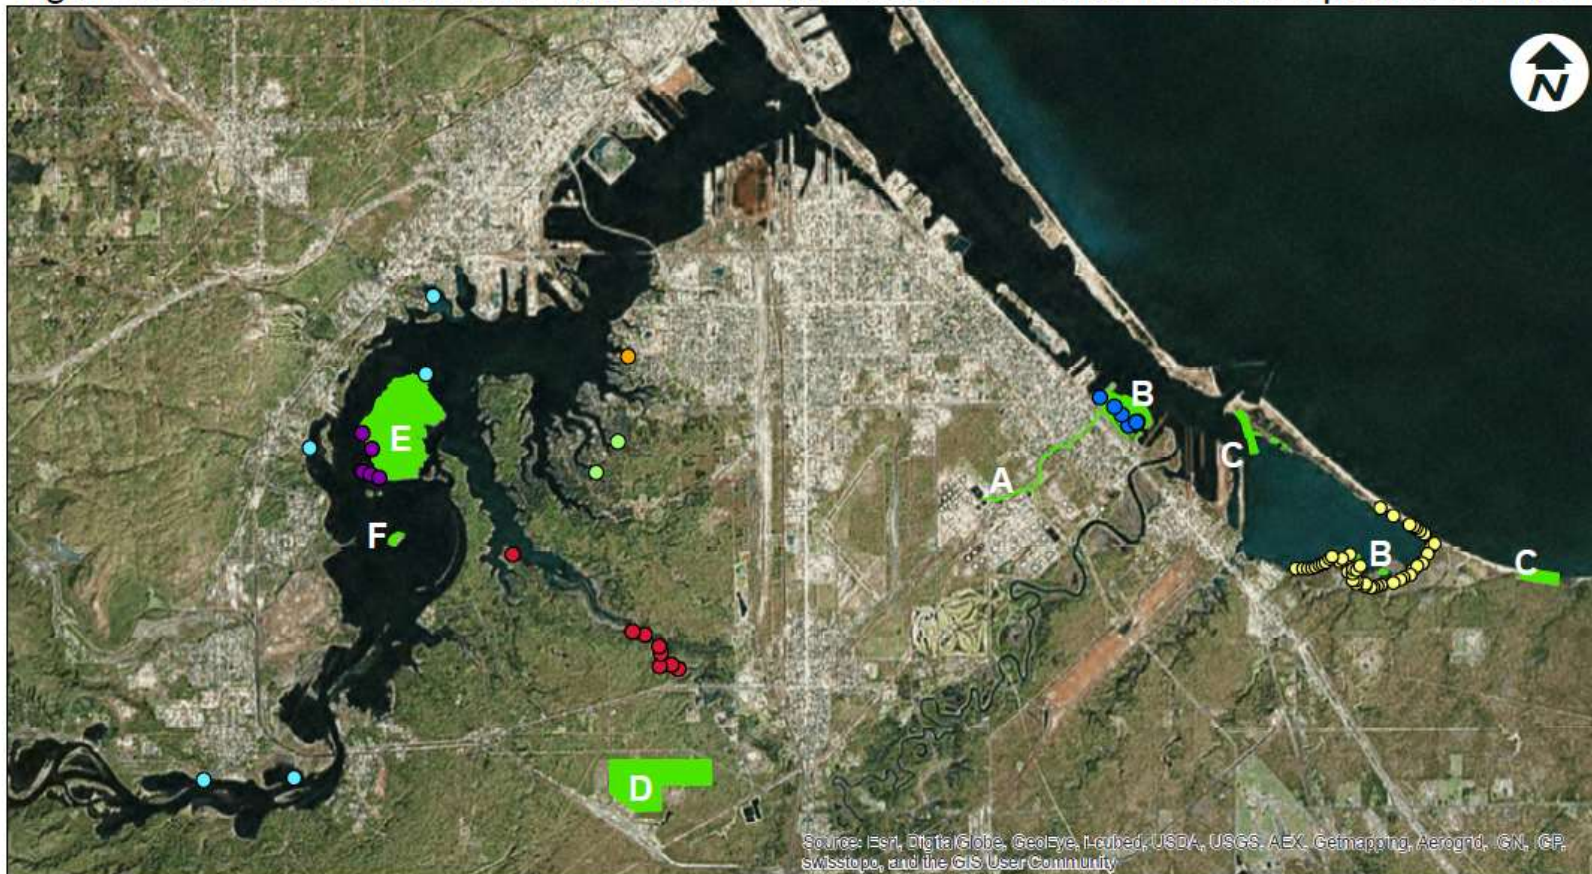 N
B
E
C
A
F
B
C
D
Source: Esri, DigitalGlobe, GeoEye, i-cubed, USDA, USGS, AEX, Getmapping, Aerogrid, IGN, IGP,
swisstopo, and the GIS User Community